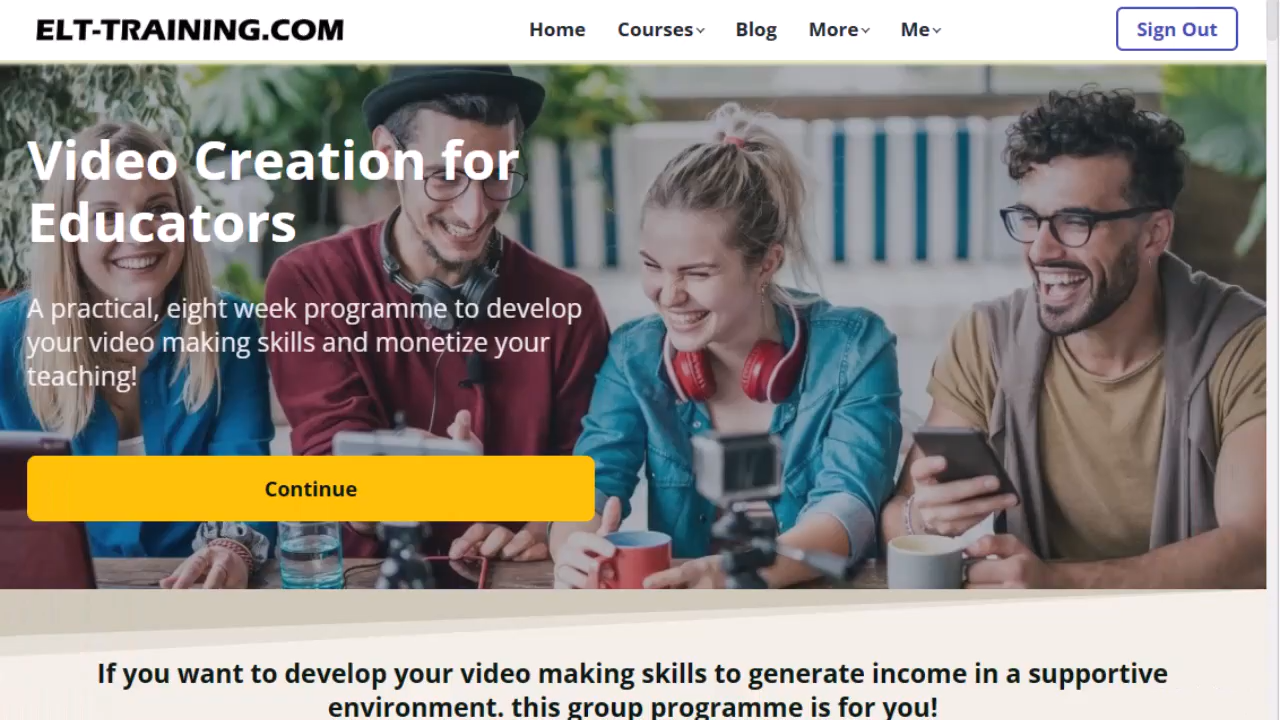 ELT-TRAINING.COM
Home Courses Blog More Me Sign Out
Video Creation for
Educators
A practical, eight week programme to develop
your video making skills and monetize your
teaching!
Continue
If you want to develop your video making skills to generate income in a supportive
environment. this group programme is for you!